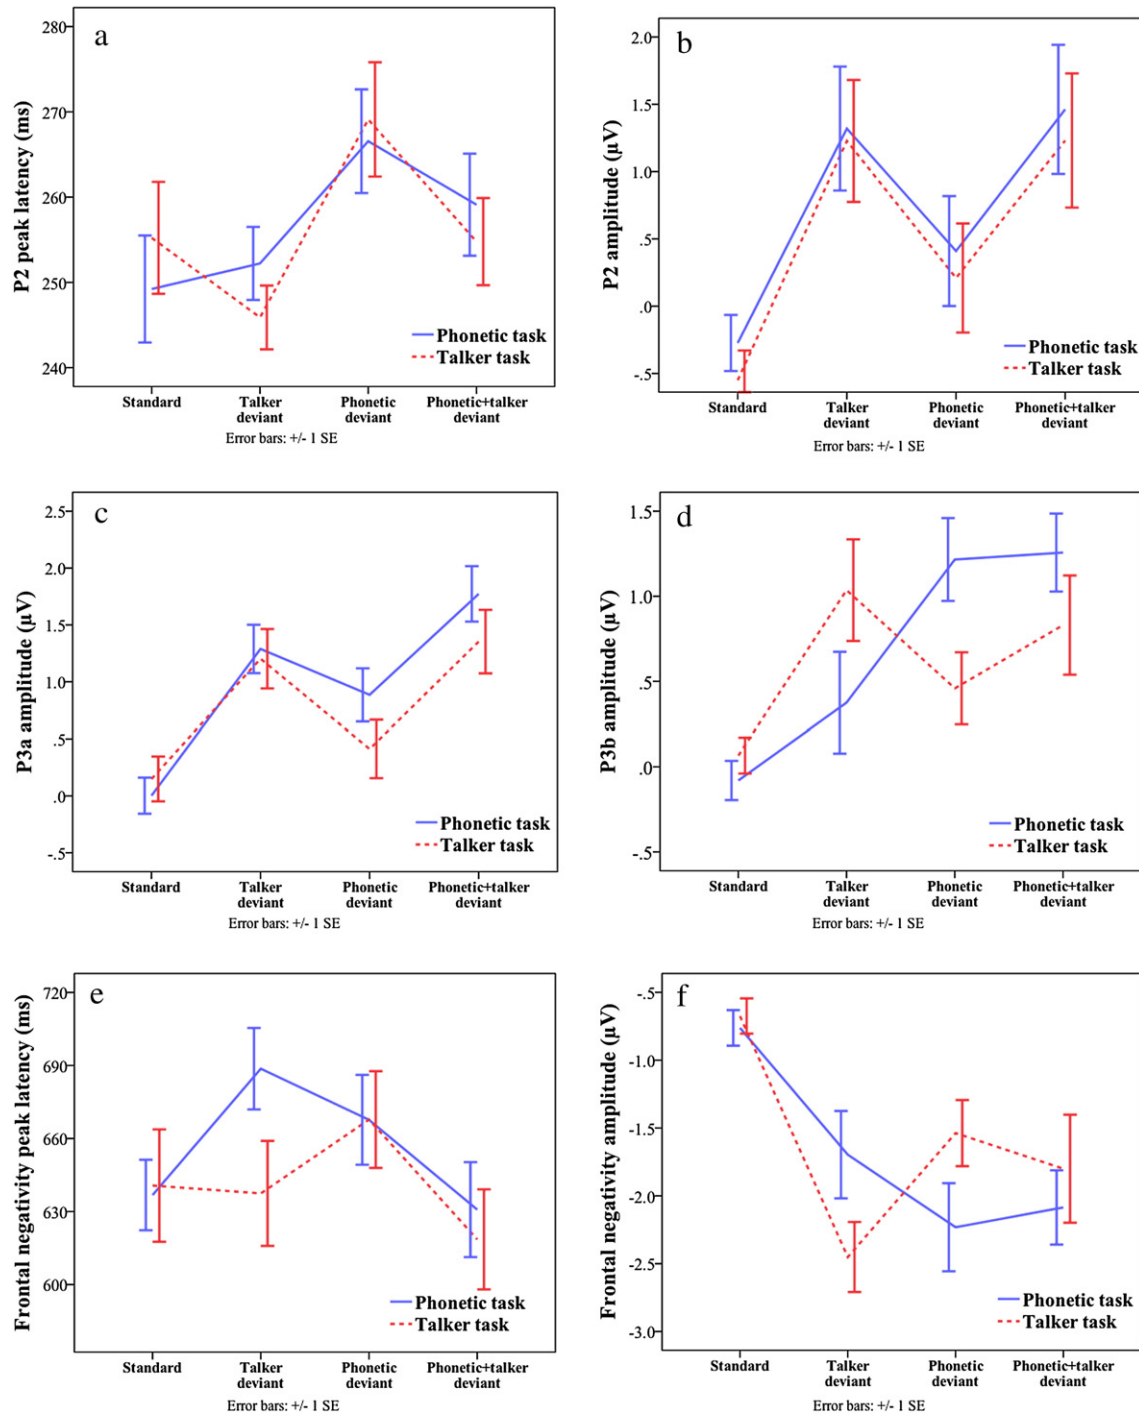 a
P2 peak latency (ms)
280
270
260
250
240
Phonetic task
Talker task
Standard
Talker deviant
Phonetic deviant
Phonetic+talker deviant
Error bars: +/- 1 SE
b
P2 amplitude (µV)
2.0
1.5
1.0
.5
.0
-.5
Phonetic task
Talker task
Standard
Talker deviant
Phonetic deviant
Phonetic+talker deviant
Error bars: +/- 1 SE
c
P3a amplitude (µV)
2.5
2.0
1.5
1.0
.5
.0
-.5
Phonetic task
Talker task
Standard
Talker deviant
Phonetic deviant
Phonetic+talker deviant
Error bars: +/- 1 SE
d
P3b amplitude (µV)
1.5
1.0
.5
.0
-.5
Phonetic task
Talker task
Standard
Talker deviant
Phonetic deviant
Phonetic+talker deviant
Error bars: +/- 1 SE
e
Frontal negativity peak latency (ms)
720
690
660
630
600
Phonetic task
Talker task
Standard
Talker deviant
Phonetic deviant
Phonetic+talker deviant
Error bars: +/- 1 SE
f
Frontal negativity amplitude (µV)
-.5
-1.0
-1.5
-2.0
-2.5
-3.0
Phonetic task
Talker task
Standard
Talker deviant
Phonetic deviant
Phonetic+talker deviant
Error bars: +/- 1 SE